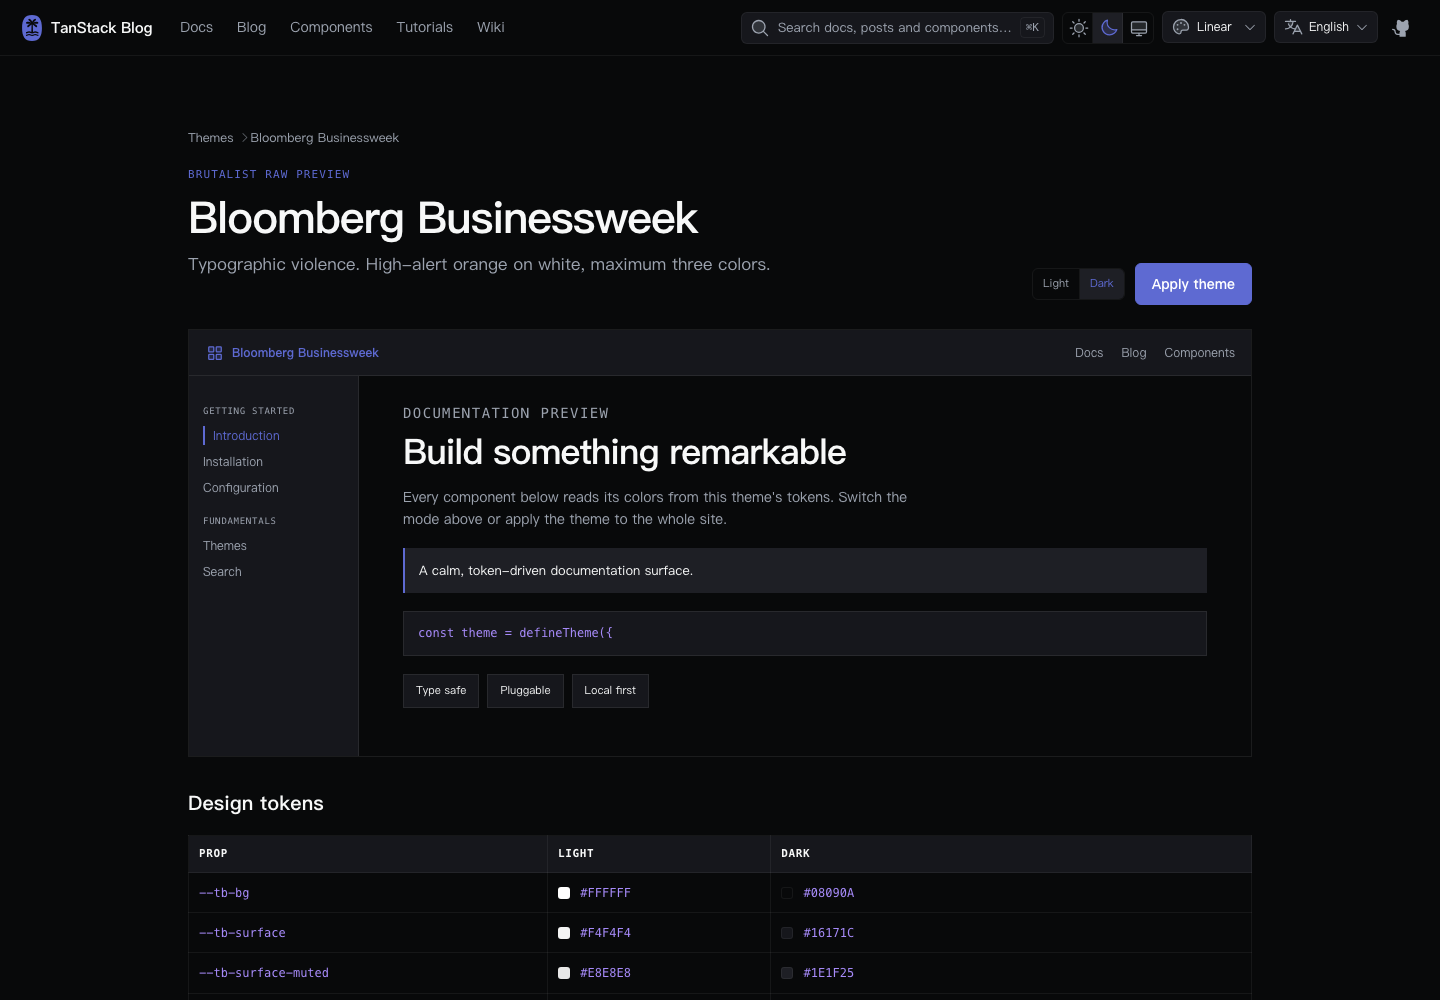 TanStack Blog
Docs
Blog
Components
Tutorials
Wiki
Search docs, posts and components...
⌘K
Linear
English
Themes
Bloomberg Businessweek
BRUTALIST RAW PREVIEW
Bloomberg Businessweek
Typographic violence. High-alert orange on white, maximum three colors.
Light
Dark
Apply theme
Bloomberg Businessweek
Docs
Blog
Components
GETTING STARTED
Introduction
Installation
Configuration
FUNDAMENTALS
Themes
Search
DOCUMENTATION PREVIEW
Build something remarkable
Every component below reads its colors from this theme's tokens. Switch the
mode above or apply the theme to the whole site.
A calm, token-driven documentation surface.
const theme = defineTheme({
Type safe
Pluggable
Local first
Design tokens
PROP
LIGHT
DARK
--tb-bg
#FFFFFF
#08090A
--tb-surface
#F4F4F4
#16171C
--tb-surface-muted
#E8E8E8
#1E1F25